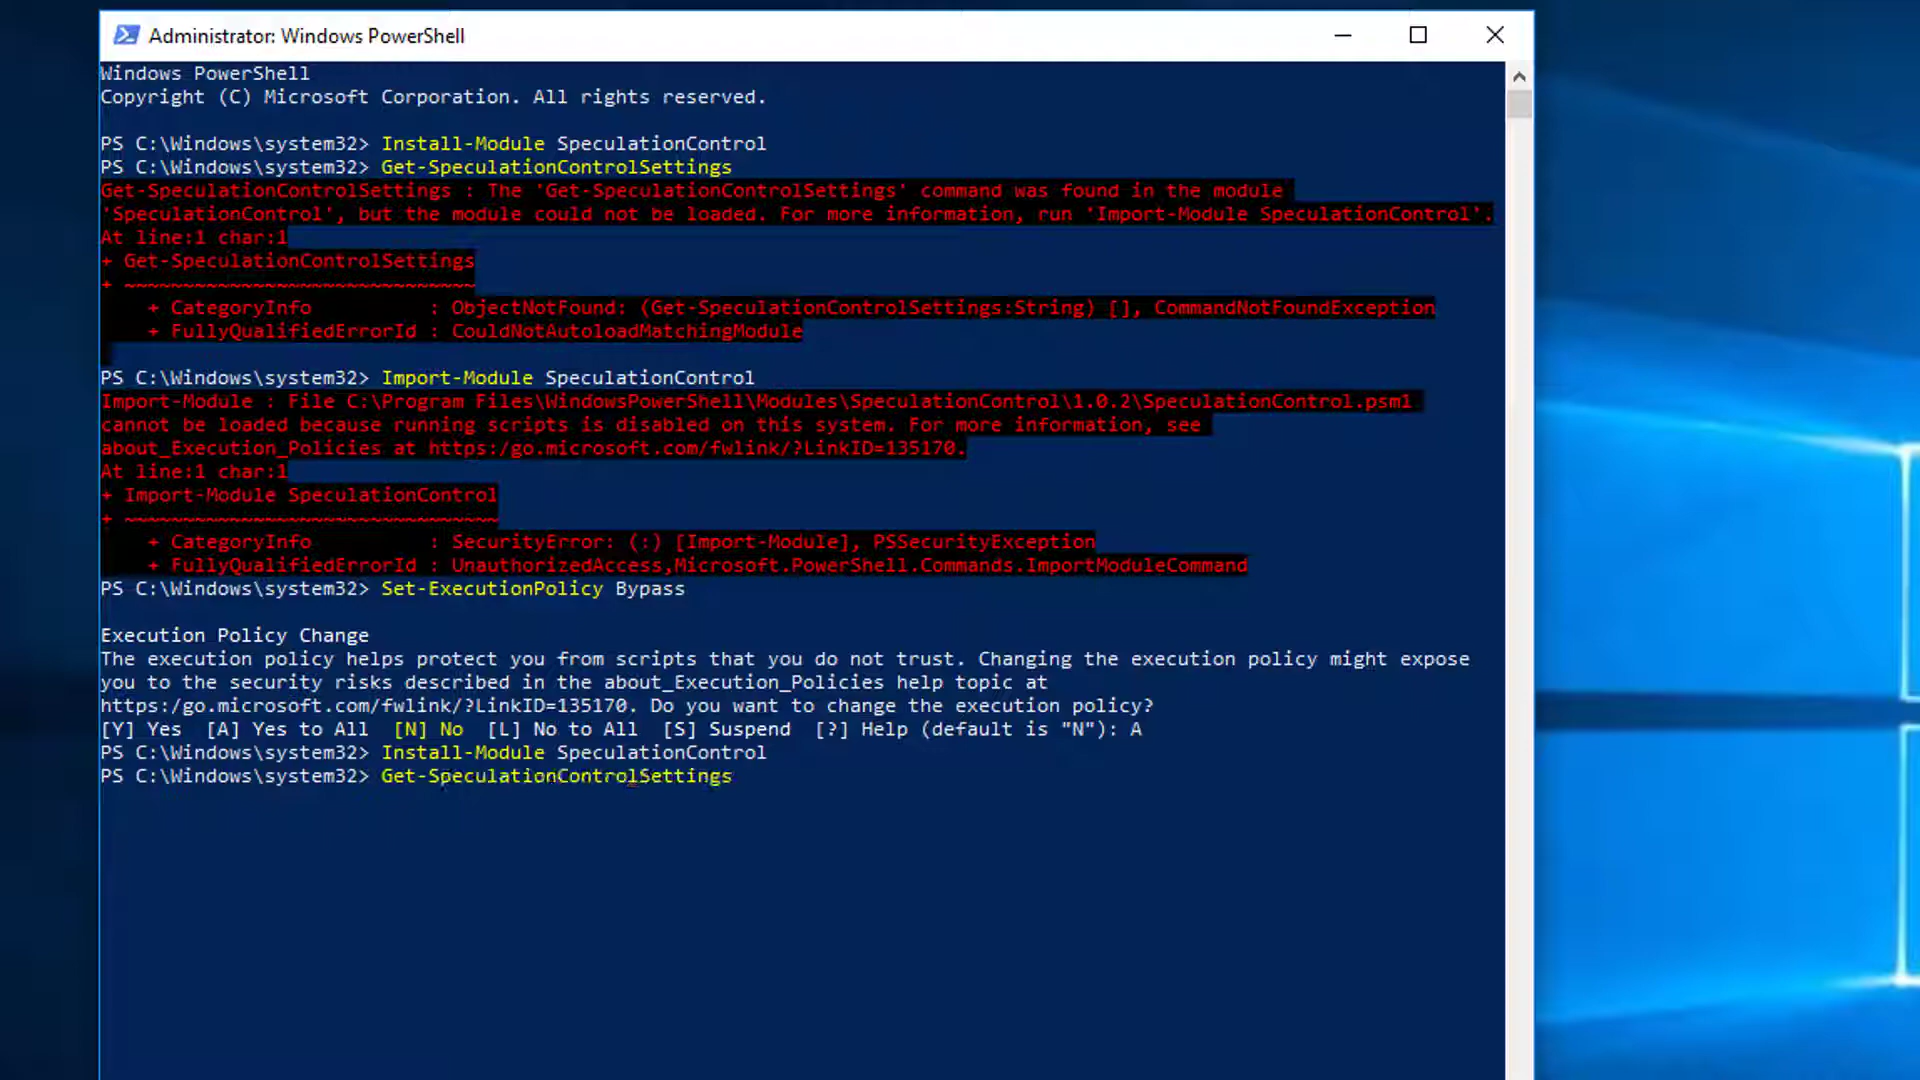 Administrator: Windows PowerShell
Windows PowerShell
Copyright (C) Microsoft Corporation. All rights reserved.
PS C:\Windows\system32> Install-Module SpeculationControl
PS C:\Windows\system32> Get-SpeculationControlSettings
Get-SpeculationControlSettings : The 'Get-SpeculationControlSettings' command was found in the module
'SpeculationControl', but the module could not be loaded. For more information, run 'Import-Module SpeculationControl'.
At line:1 char:1
+ Get-SpeculationControlSettings
+ ~~~~~~~~~~~~~~~~~~~~~~~~~~~~~~
+ CategoryInfo : ObjectNotFound: (Get-SpeculationControlSettings:String) [], CommandNotFoundException
+ FullyQualifiedErrorId : CouldNotAutoloadMatchingModule
PS C:\Windows\system32> Import-Module SpeculationControl
Import-Module : File C:\Program Files\WindowsPowerShell\Modules\SpeculationControl\1.0.2\SpeculationControl.psm1
cannot be loaded because running scripts is disabled on this system. For more information, see
about_Execution_Policies at https:/go.microsoft.com/fwlink/?LinkID=135170.
At line:1 char:1
+ Import-Module SpeculationControl
+ ~~~~~~~~~~~~~~~~~~~~~~~~~~~~~~~~
+ CategoryInfo : SecurityError: (:) [Import-Module], PSSecurityException
+ FullyQualifiedErrorId : UnauthorizedAccess,Microsoft.PowerShell.Commands.ImportModuleCommand
PS C:\Windows\system32> Set-ExecutionPolicy Bypass
Execution Policy Change
The execution policy helps protect you from scripts that you do not trust. Changing the execution policy might expose
you to the security risks described in the about_Execution_Policies help topic at
https:/go.microsoft.com/fwlink/?LinkID=135170. Do you want to change the execution policy?
[Y] Yes [A] Yes to All [N] No [L] No to All [S] Suspend [?] Help (default is "N"): A
PS C:\Windows\system32> Install-Module SpeculationControl
PS C:\Windows\system32> Get-SpeculationControlSettings